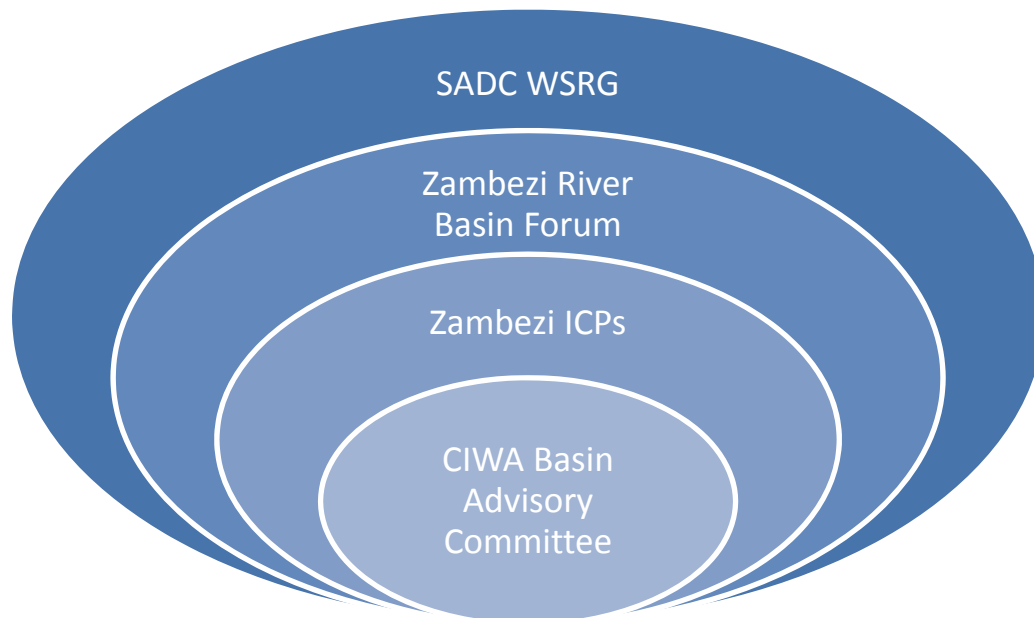 SADC WSRG
Zambezi River
Basin Forum
Zambezi ICPs
CIWA Basin
Advisory
Committee